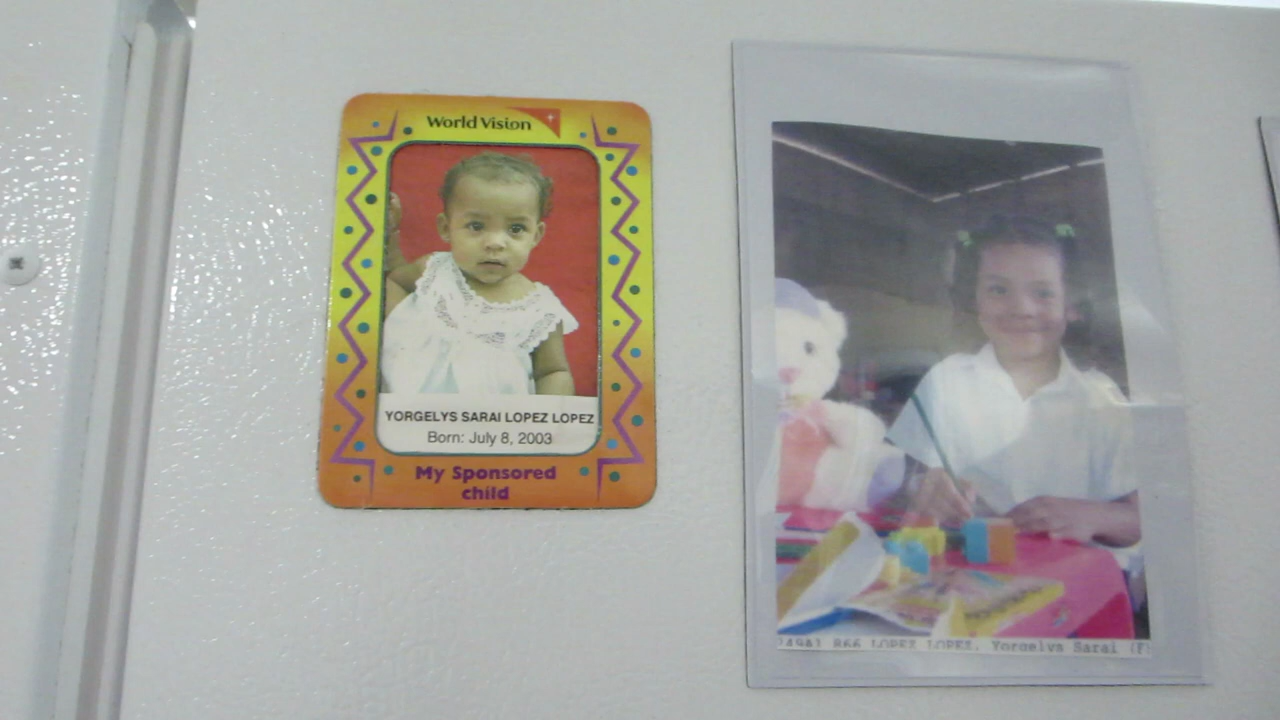 World Vision
YORGELYS SARAI LOPEZ LOPEZ
Born: July 8, 2003
My Sponsored
child
LOPEZ LOPEZ, Yorgelys Sarai (F